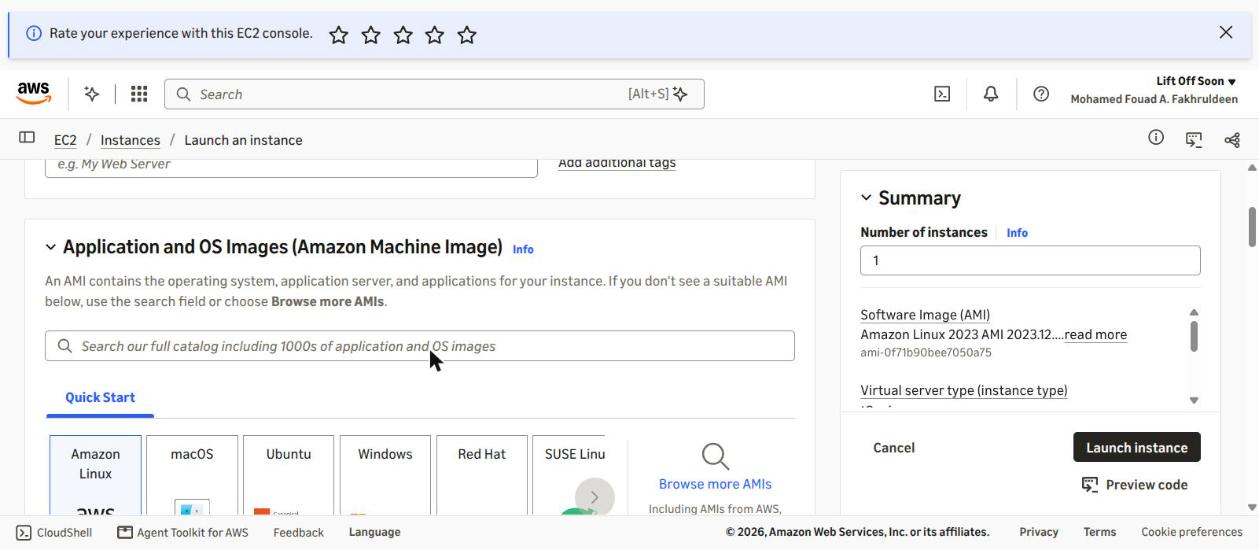 Rate your experience with this EC2 console.
aws
Search
[Alt+S]
Lift Off Soon
Mohamed Fouad A. Fakhruldeen
EC2 / Instances / Launch an instance
e.g. My Web Server
Add additional tags
Application and OS Images (Amazon Machine Image) Info
An AMI contains the operating system, application server, and applications for your instance. If you don't see a suitable AMI
below, use the search field or choose Browse more AMIs.
Search our full catalog including 1000s of application and OS images
Quick Start
Amazon
Linux
aws
macOS
Ubuntu
Windows
Red Hat
SUSE Linu
Browse more AMIs
Including AMIs from AWS,
Summary
Number of instances Info
1
Software Image (AMI)
Amazon Linux 2023 AMI 2023.12....read more
ami-0f71b90bee7050a75
Virtual server type (instance type)
Cancel
Launch instance
Preview code
CloudShell
Agent Toolkit for AWS
Feedback
Language
© 2026, Amazon Web Services, Inc. or its affiliates.
Privacy
Terms
Cookie preferences